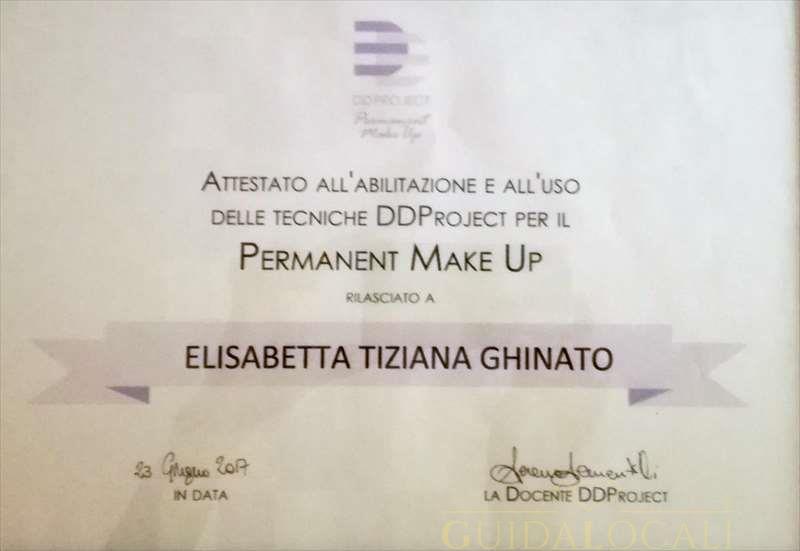 DDPROJECT
Permanent
Make Up
ATTESTATO ALL'ABILITAZIONE E ALL'USO
DELLE TECNICHE DDPROJECT PER IL
PERMANENT MAKE UP
RILASCIATO A
ELISABETTA TIZIANA GHINATO
23 Giugno 2017
IN DATA
LA DOCENTE DDPROJECT
GUIDALOCALI